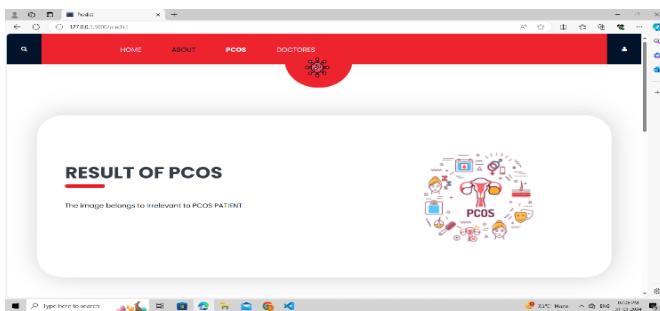 127.0.0.1:5000/predict
HOME ABOUT PCOS DOCTORES
RESULT OF PCOS
The image belongs to Irrelevant to PCOS PATIENT
PCOS
Type here to search
ENG